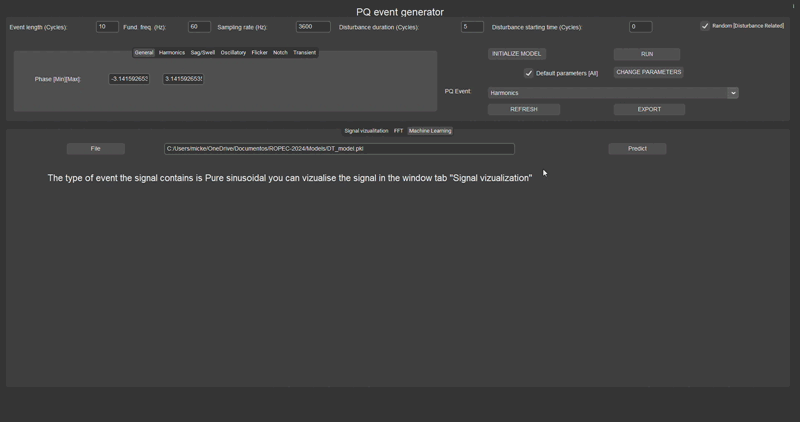 PQ event generator
i
Event length (Cycles): 10 Fund. freq. (Hz): 60 Sampling rate (Hz): 3600 Disturbance duration (Cycles): 5 Disturbance starting time (Cycles): 0 Random [Disturbance Related]
General Harmonics Sag/Swell Oscillatory Flicker Notch Transient
INITIALIZE MODEL RUN
Default parameters [All] CHANGE PARAMETERS
Phase [Min][Max]: -3.14159265 3.141592653
PQ Event: Harmonics
REFRESH EXPORT
Signal vizualitation FFT Machine Learning
File C:/Users/micke/OneDrive/Documentos/ROPEC-2024/Models/DT_model.pkl Predict
The type of event the signal contains is Pure sinusoidal you can vizualise the signal in the window tab "Signal vizualization"